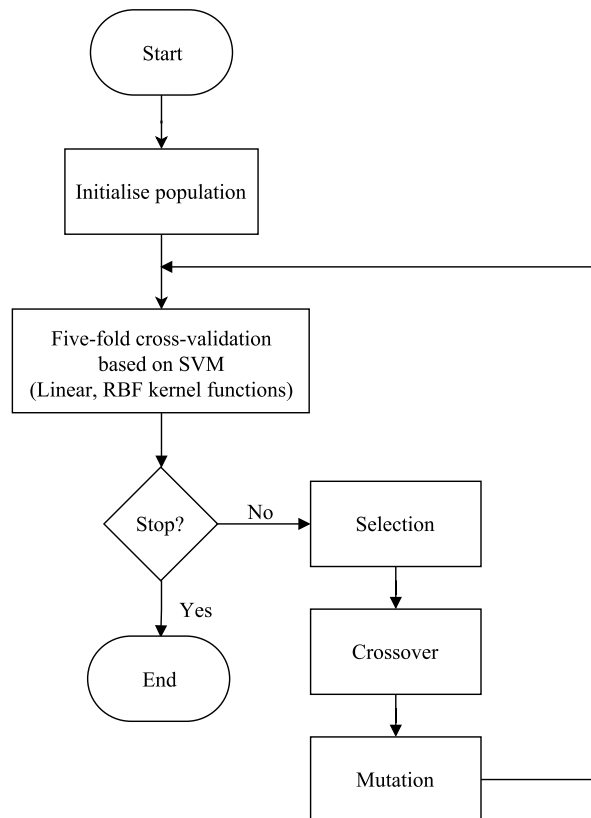 Start
Initialise population
Five-fold cross-validation
based on SVM
(Linear, RBF kernel functions)
Stop?
No
Selection
Yes
Crossover
End
Mutation